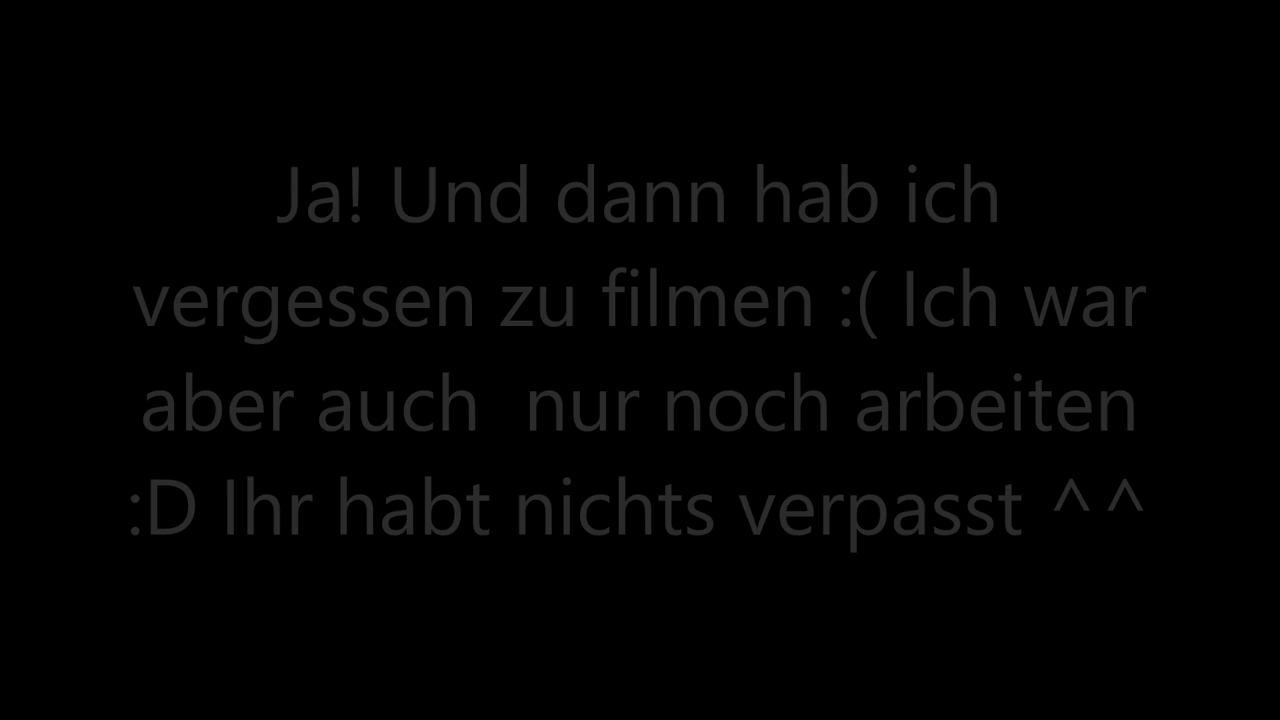 Ja! Und dann hab ich
vergessen zu filmen :( Ich war
aber auch  nur noch arbeiten
:D Ihr habt nichts verpasst ^^